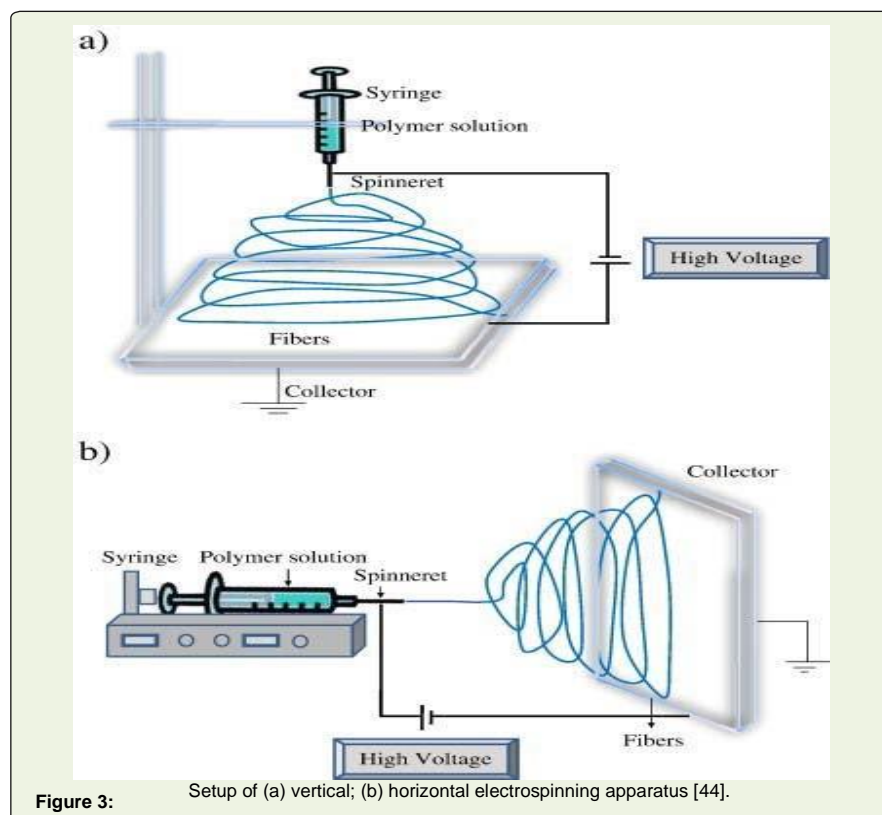 a)
Syringe
Polymer solution
Spinneret
High Voltage
Fibers
Collector
b)
Collector
Syringe Polymer solution
Spinneret
Fibers
High Voltage
Figure 3: Setup of (a) vertical; (b) horizontal electrospinning apparatus [44].